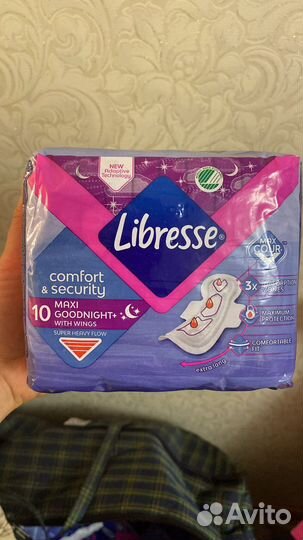 NEW
Adaptive
Technology
Libresse®
comfort
& security
10 MAXI
GOODNIGHT+
WITH WINGS
SUPER HEAVY FLOW
MAX
3x
MAXIMUM
PROTECTION
COMFORTABLE
FIT
extra long
Avito